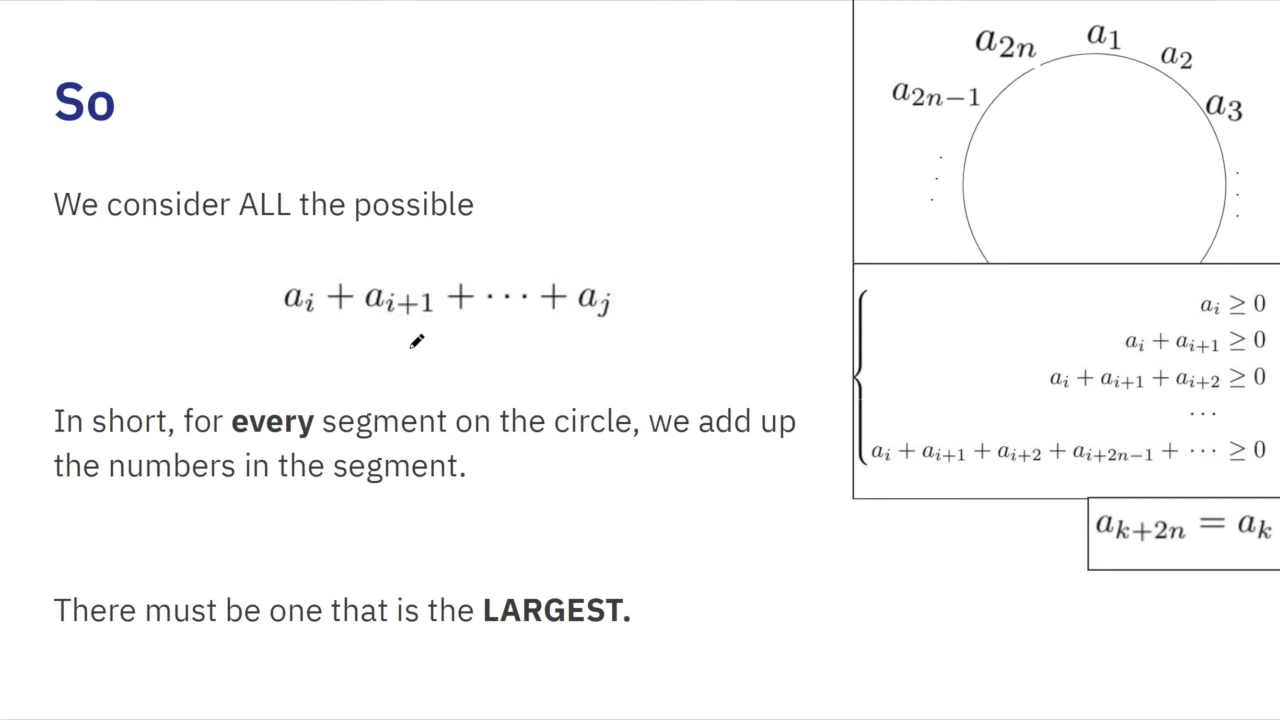 So
We consider ALL the possible
a_i + a_{i+1} + ··· + a_j
In short, for every segment on the circle, we add up
the numbers in the segment.
There must be one that is the LARGEST.
a_{2n-1} a_{2n} a_1 a_2 a_3
a_i ≥ 0
a_i + a_{i+1} ≥ 0
a_i + a_{i+1} + a_{i+2} ≥ 0
···
a_i + a_{i+1} + a_{i+2} + a_{i+2n-1} + ··· ≥ 0
a_{k+2n} = a_k